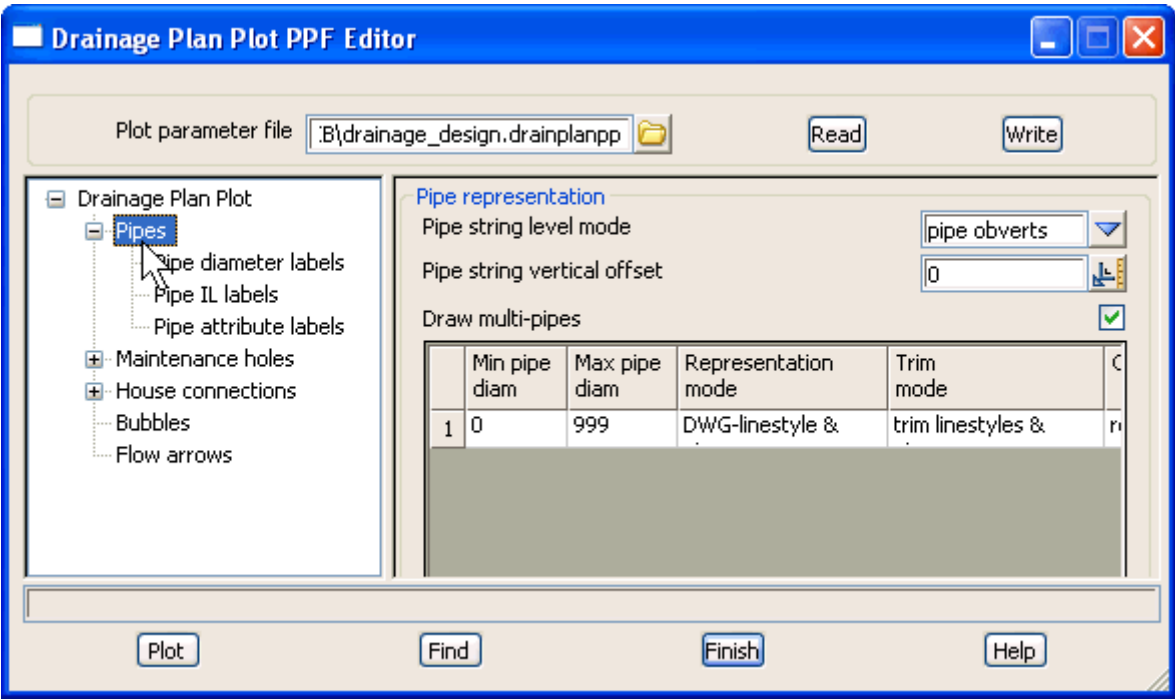 Drainage Plan Plot PPF Editor
Plot parameter file :B\drainage_design.drainplanpp Read Write
Drainage Plan Plot
Pipes
Pipe diameter labels
Pipe IL labels
Pipe attribute labels
Maintenance holes
House connections
Bubbles
Flow arrows
Pipe representation
Pipe string level mode pipe obverts
Pipe string vertical offset 0
Draw multi-pipes
Min pipe diam Max pipe diam Representation mode Trim mode
1 0 999 DWG-linestyle & trim linestyles &
Plot Find Finish Help